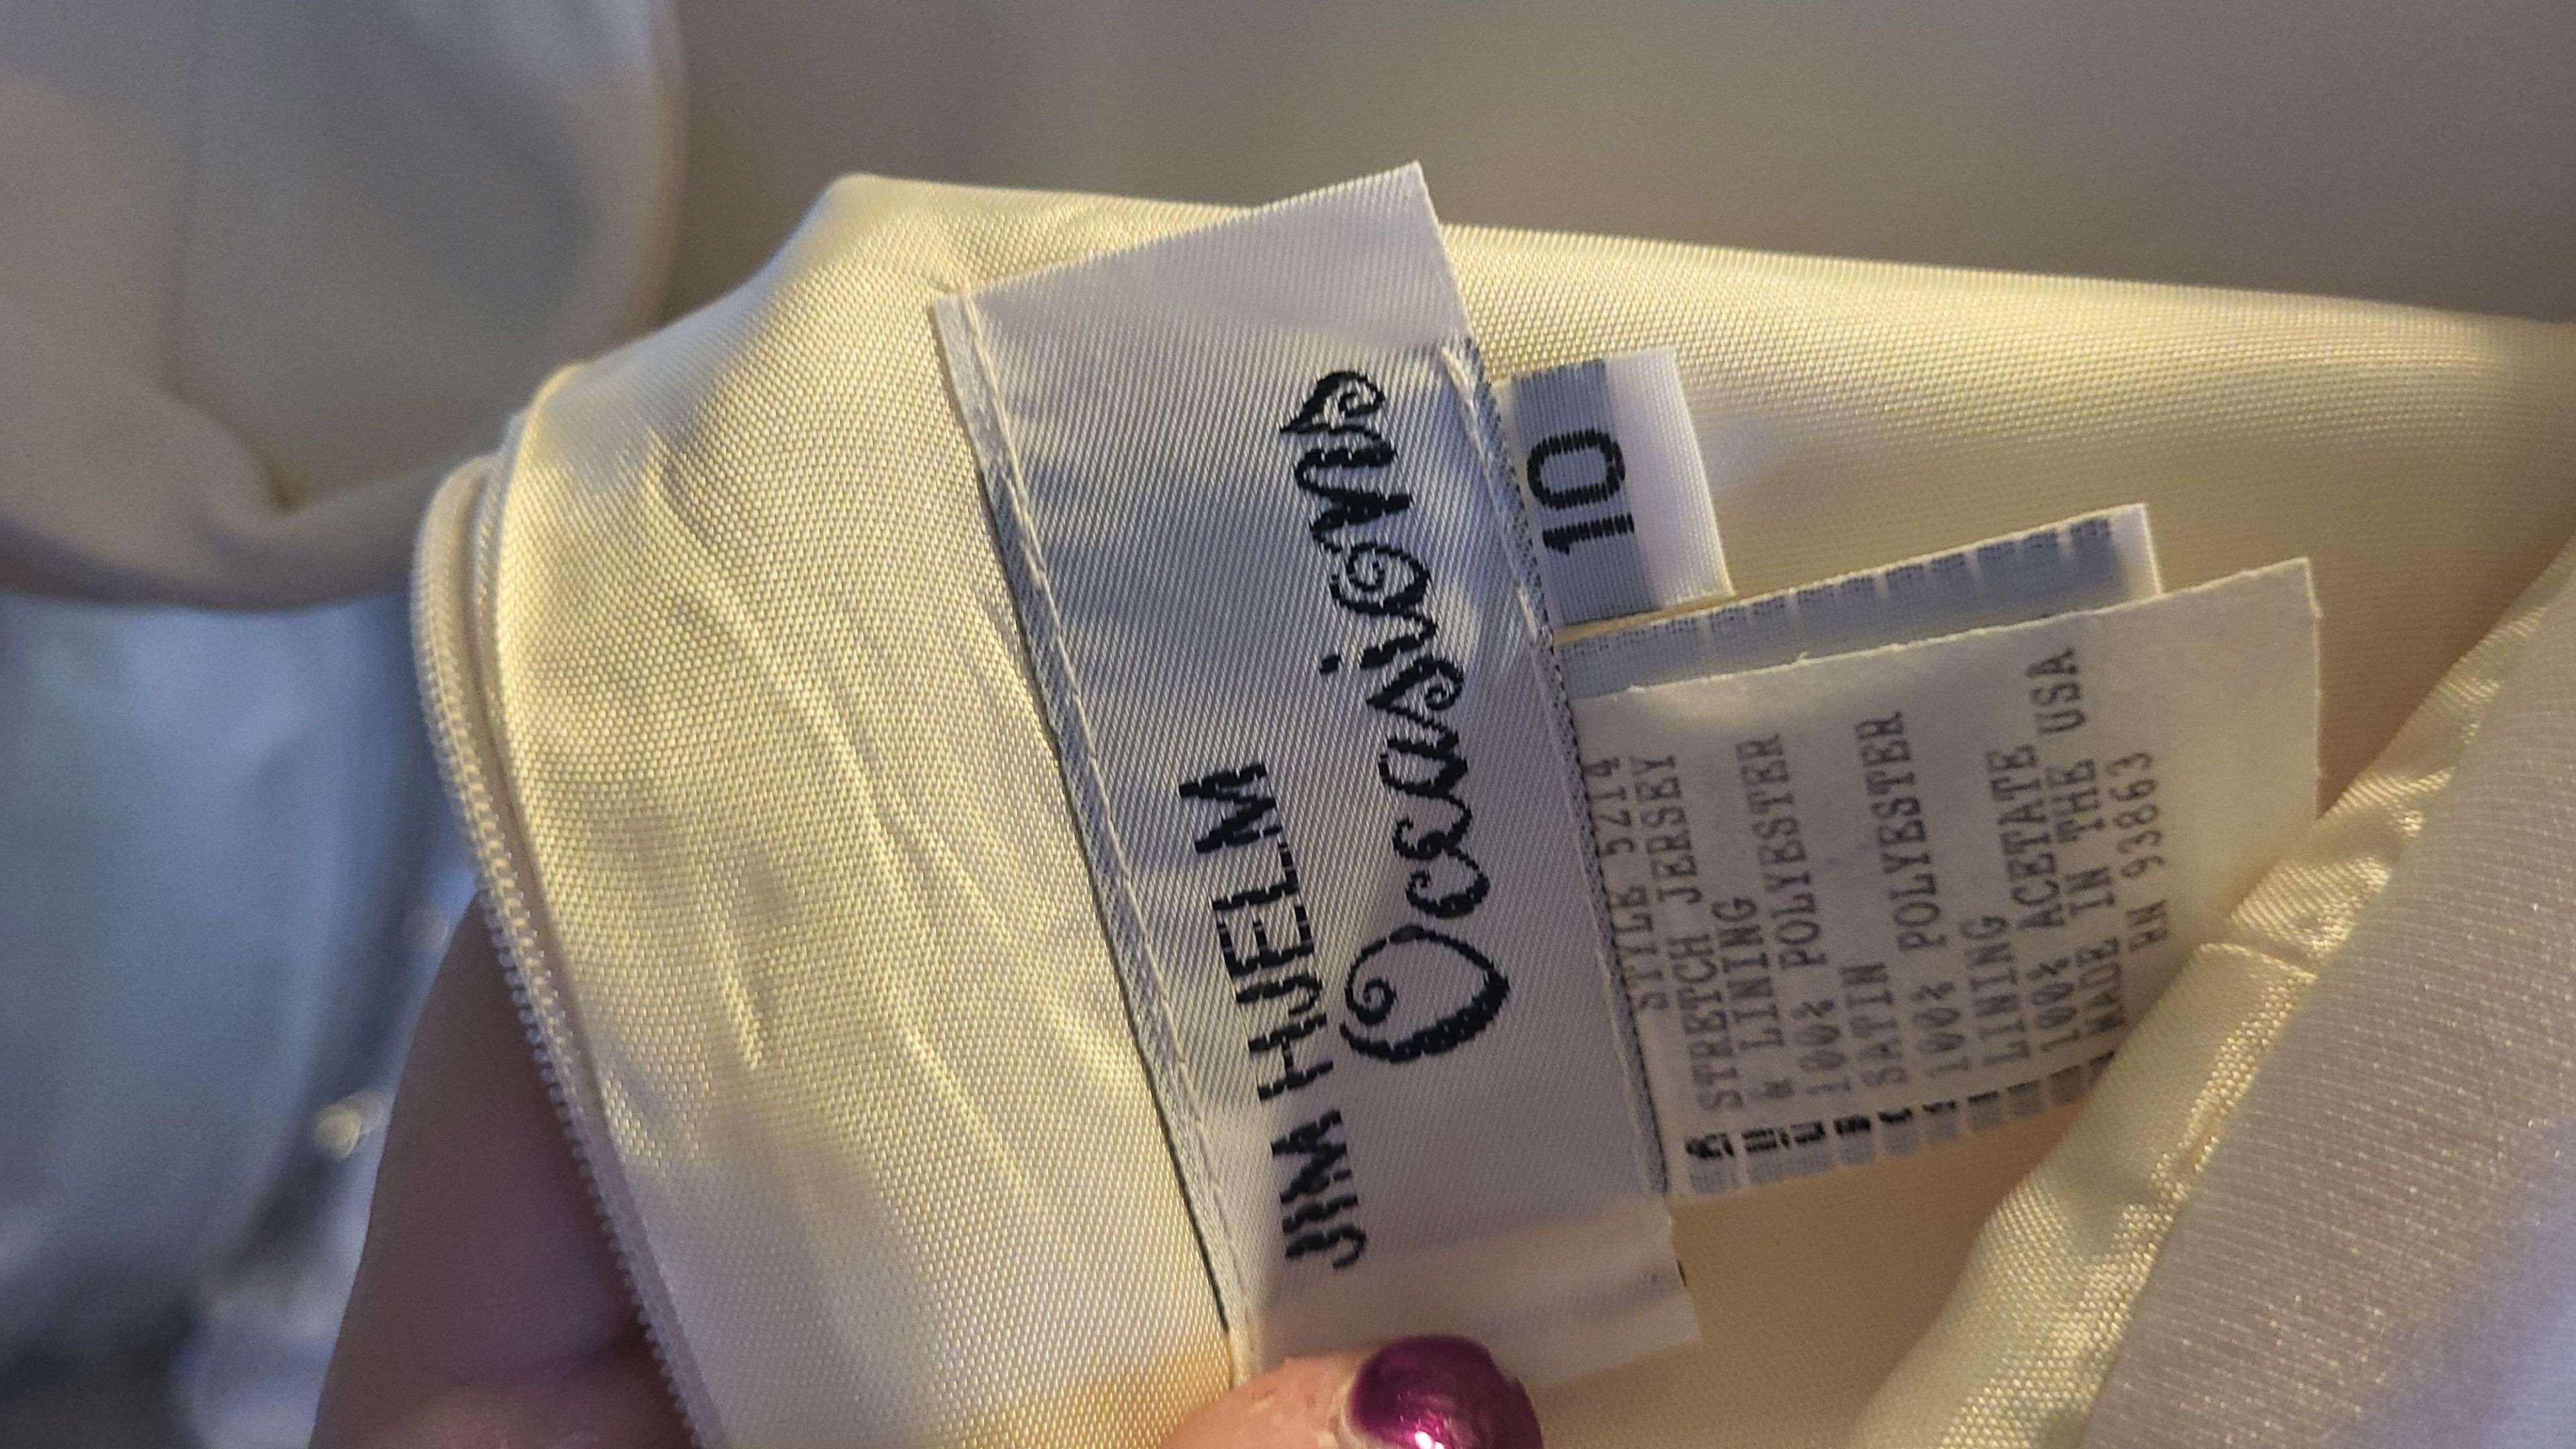 JIM HJELM
Occasions
10
STYLE 5214
STRETCH JERSEY
& LINING
100% POLYESTER
SATIN
100% POLYESTER
LINING
100% ACETATE
MADE IN THE USA
RN 93863